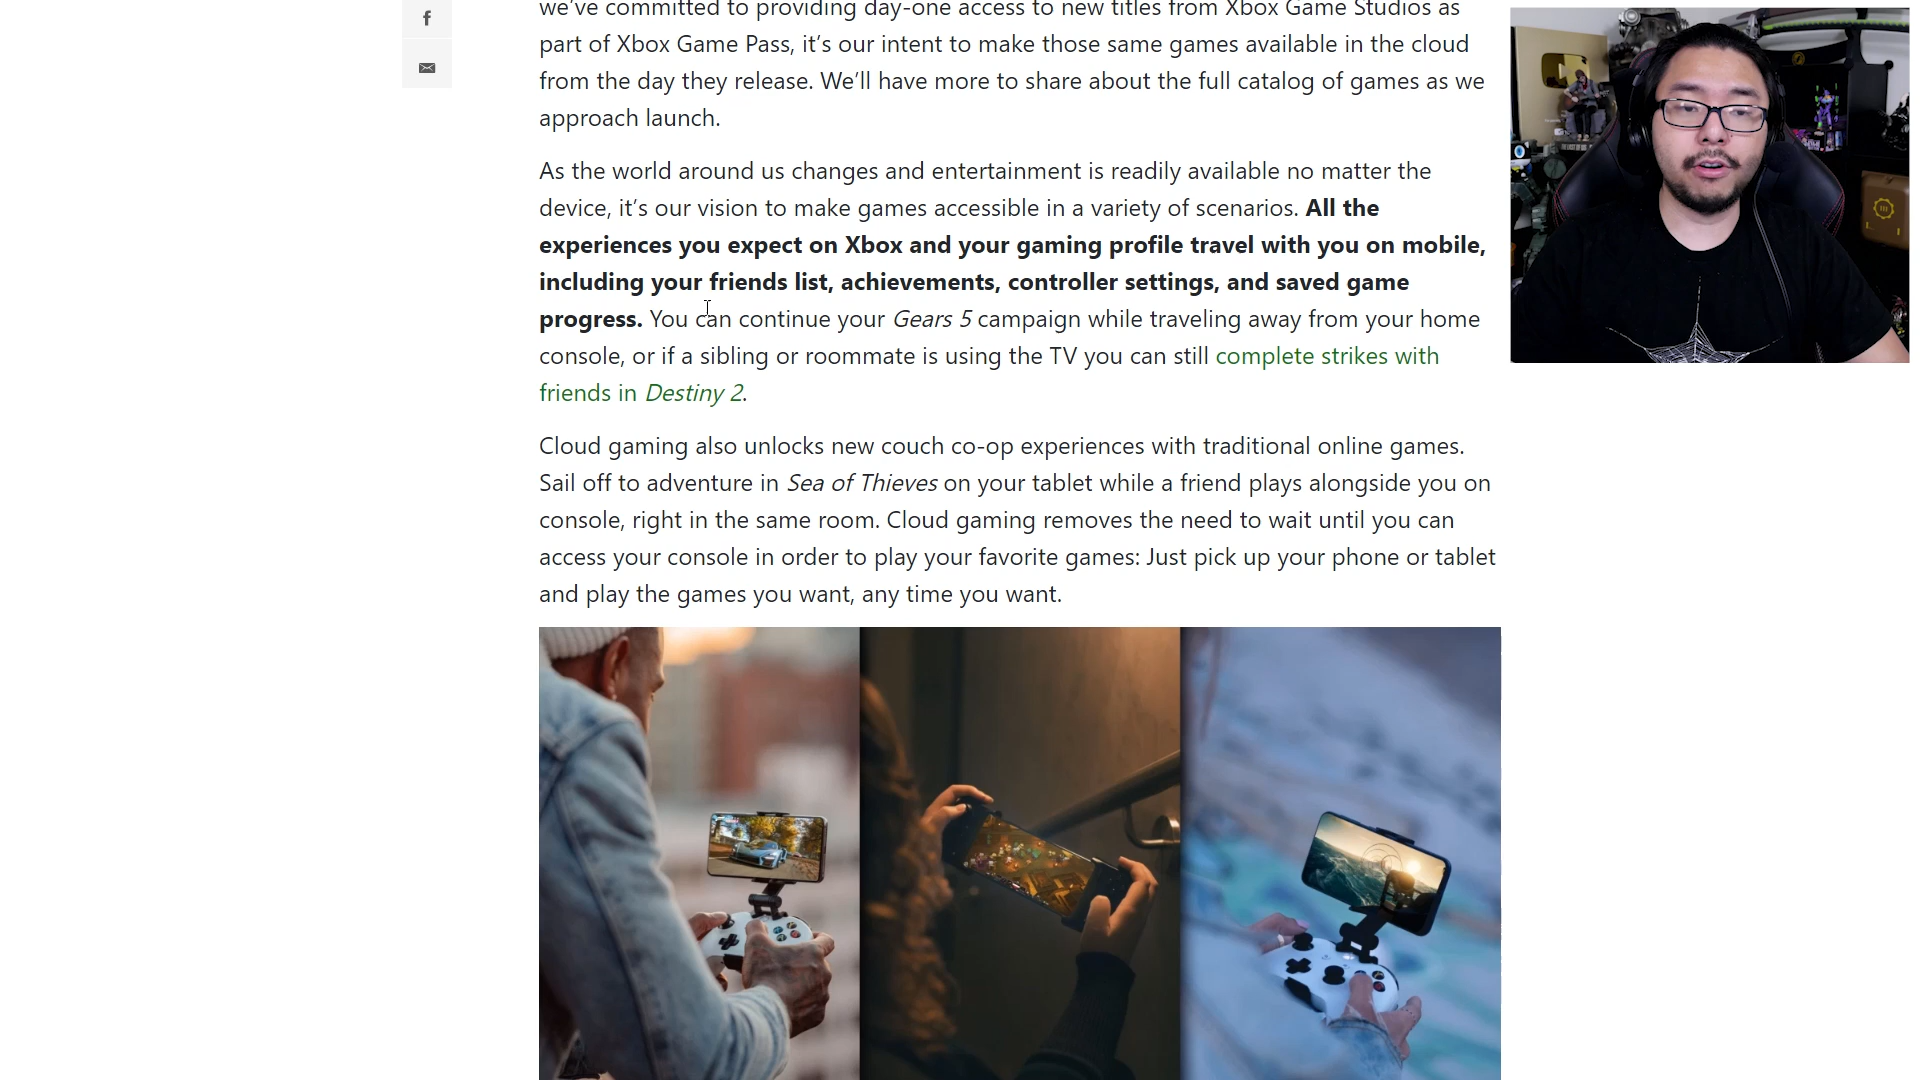 we've committed to providing day-one access to new titles from Xbox Game Studios as
part of Xbox Game Pass, it's our intent to make those same games available in the cloud
from the day they release. We'll have more to share about the full catalog of games as we
approach launch.
As the world around us changes and entertainment is readily available no matter the
device, it's our vision to make games accessible in a variety of scenarios. All the
experiences you expect on Xbox and your gaming profile travel with you on mobile,
including your friends list, achievements, controller settings, and saved game
progress. You can continue your Gears 5 campaign while traveling away from your home
console, or if a sibling or roommate is using the TV you can still complete strikes with
friends in Destiny 2.
Cloud gaming also unlocks new couch co-op experiences with traditional online games.
Sail off to adventure in Sea of Thieves on your tablet while a friend plays alongside you on
console, right in the same room. Cloud gaming removes the need to wait until you can
access your console in order to play your favorite games: Just pick up your phone or tablet
and play the games you want, any time you want.